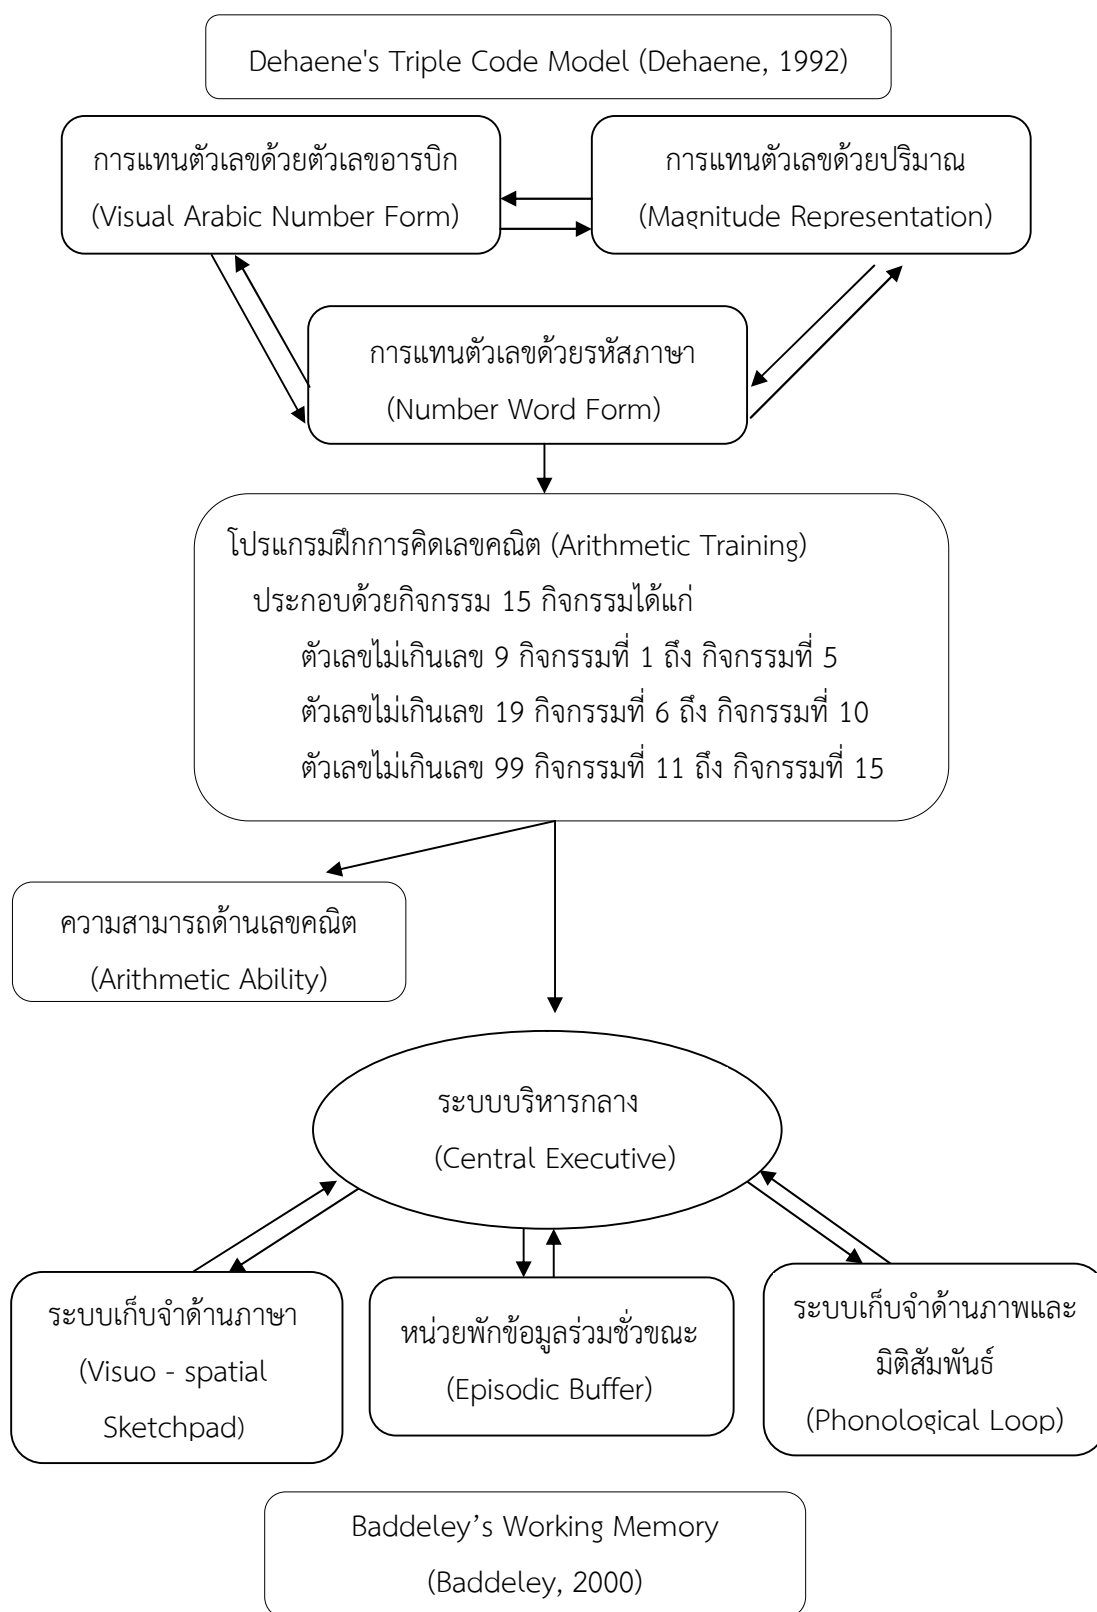 Dehaene's Triple Code Model (Dehaene, 1992)
การแทนตัวเลขด้วยตัวเลขอารบิก
(Visual Arabic Number Form)
การแทนตัวเลขด้วยปริมาณ
(Magnitude Representation)
การแทนตัวเลขด้วยรหัสภาษา
(Number Word Form)
โปรแกรมฝึกการคิดเลขคณิต (Arithmetic Training)
ประกอบด้วยกิจกรรม 15 กิจกรรมได้แก่
ตัวเลขไม่เกินเลข 9 กิจกรรมที่ 1 ถึง กิจกรรมที่ 5
ตัวเลขไม่เกินเลข 19 กิจกรรมที่ 6 ถึง กิจกรรมที่ 10
ตัวเลขไม่เกินเลข 99 กิจกรรมที่ 11 ถึง กิจกรรมที่ 15
ความสามารถด้านเลขคณิต
(Arithmetic Ability)
ระบบบริหารกลาง
(Central Executive)
ระบบเก็บจำด้านภาษา
(Visuo - spatial
Sketchpad)
หน่วยพักข้อมูลร่วมชั่วขณะ
(Episodic Buffer)
ระบบเก็บจำด้านภาพและ
มิติสัมพันธ์
(Phonological Loop)
Baddeley’s Working Memory
(Baddeley, 2000)